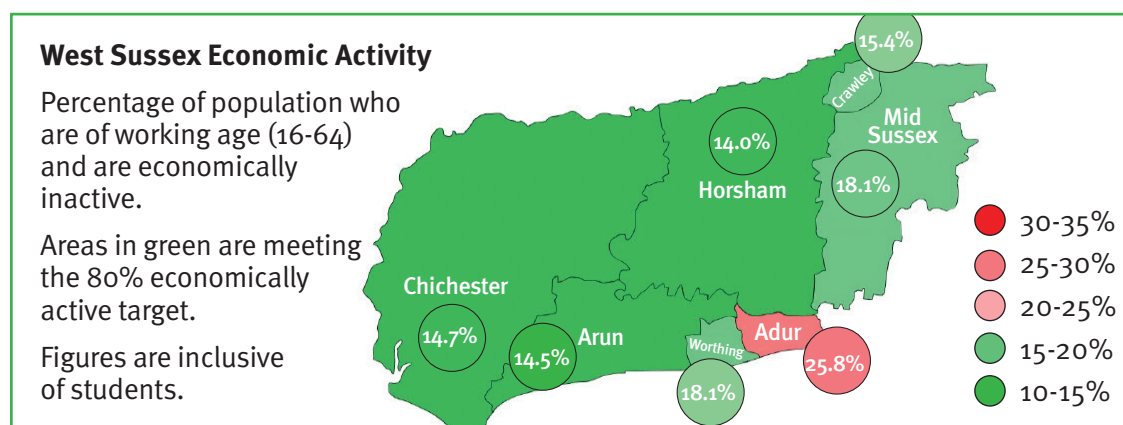 West Sussex Economic Activity
Percentage of population who
are of working age (16-64)
and are economically
inactive.
Areas in green are meeting
the 80% economically
active target.
Figures are inclusive
of students.
15.4%
Crawley
Mid
Sussex
14.0%
Horsham
18.1%
Chichester
14.7%
Arun
14.5%
Worthing
18.1%
Adur
25.8%
30-35%
25-30%
20-25%
15-20%
10-15%